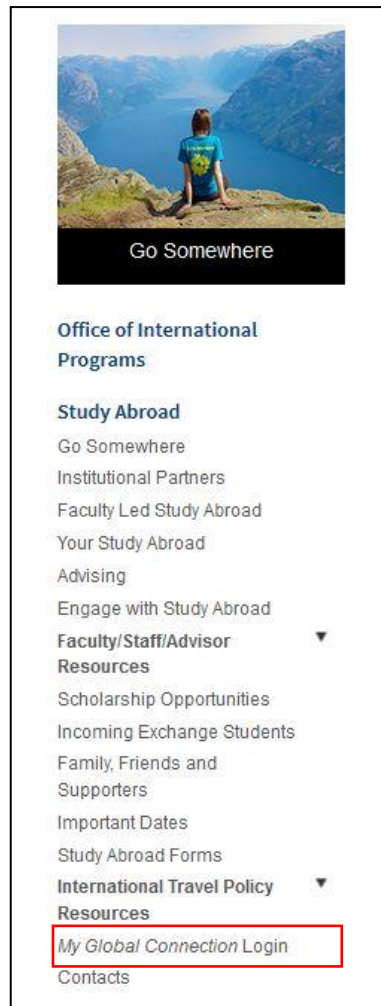 Go Somewhere
Office of International
Programs
Study Abroad
Go Somewhere
Institutional Partners
Faculty Led Study Abroad
Your Study Abroad
Advising
Engage with Study Abroad
Faculty/Staff/Advisor
Resources
Scholarship Opportunities
Incoming Exchange Students
Family, Friends and
Supporters
Important Dates
Study Abroad Forms
International Travel Policy
Resources
My Global Connection Login
Contacts